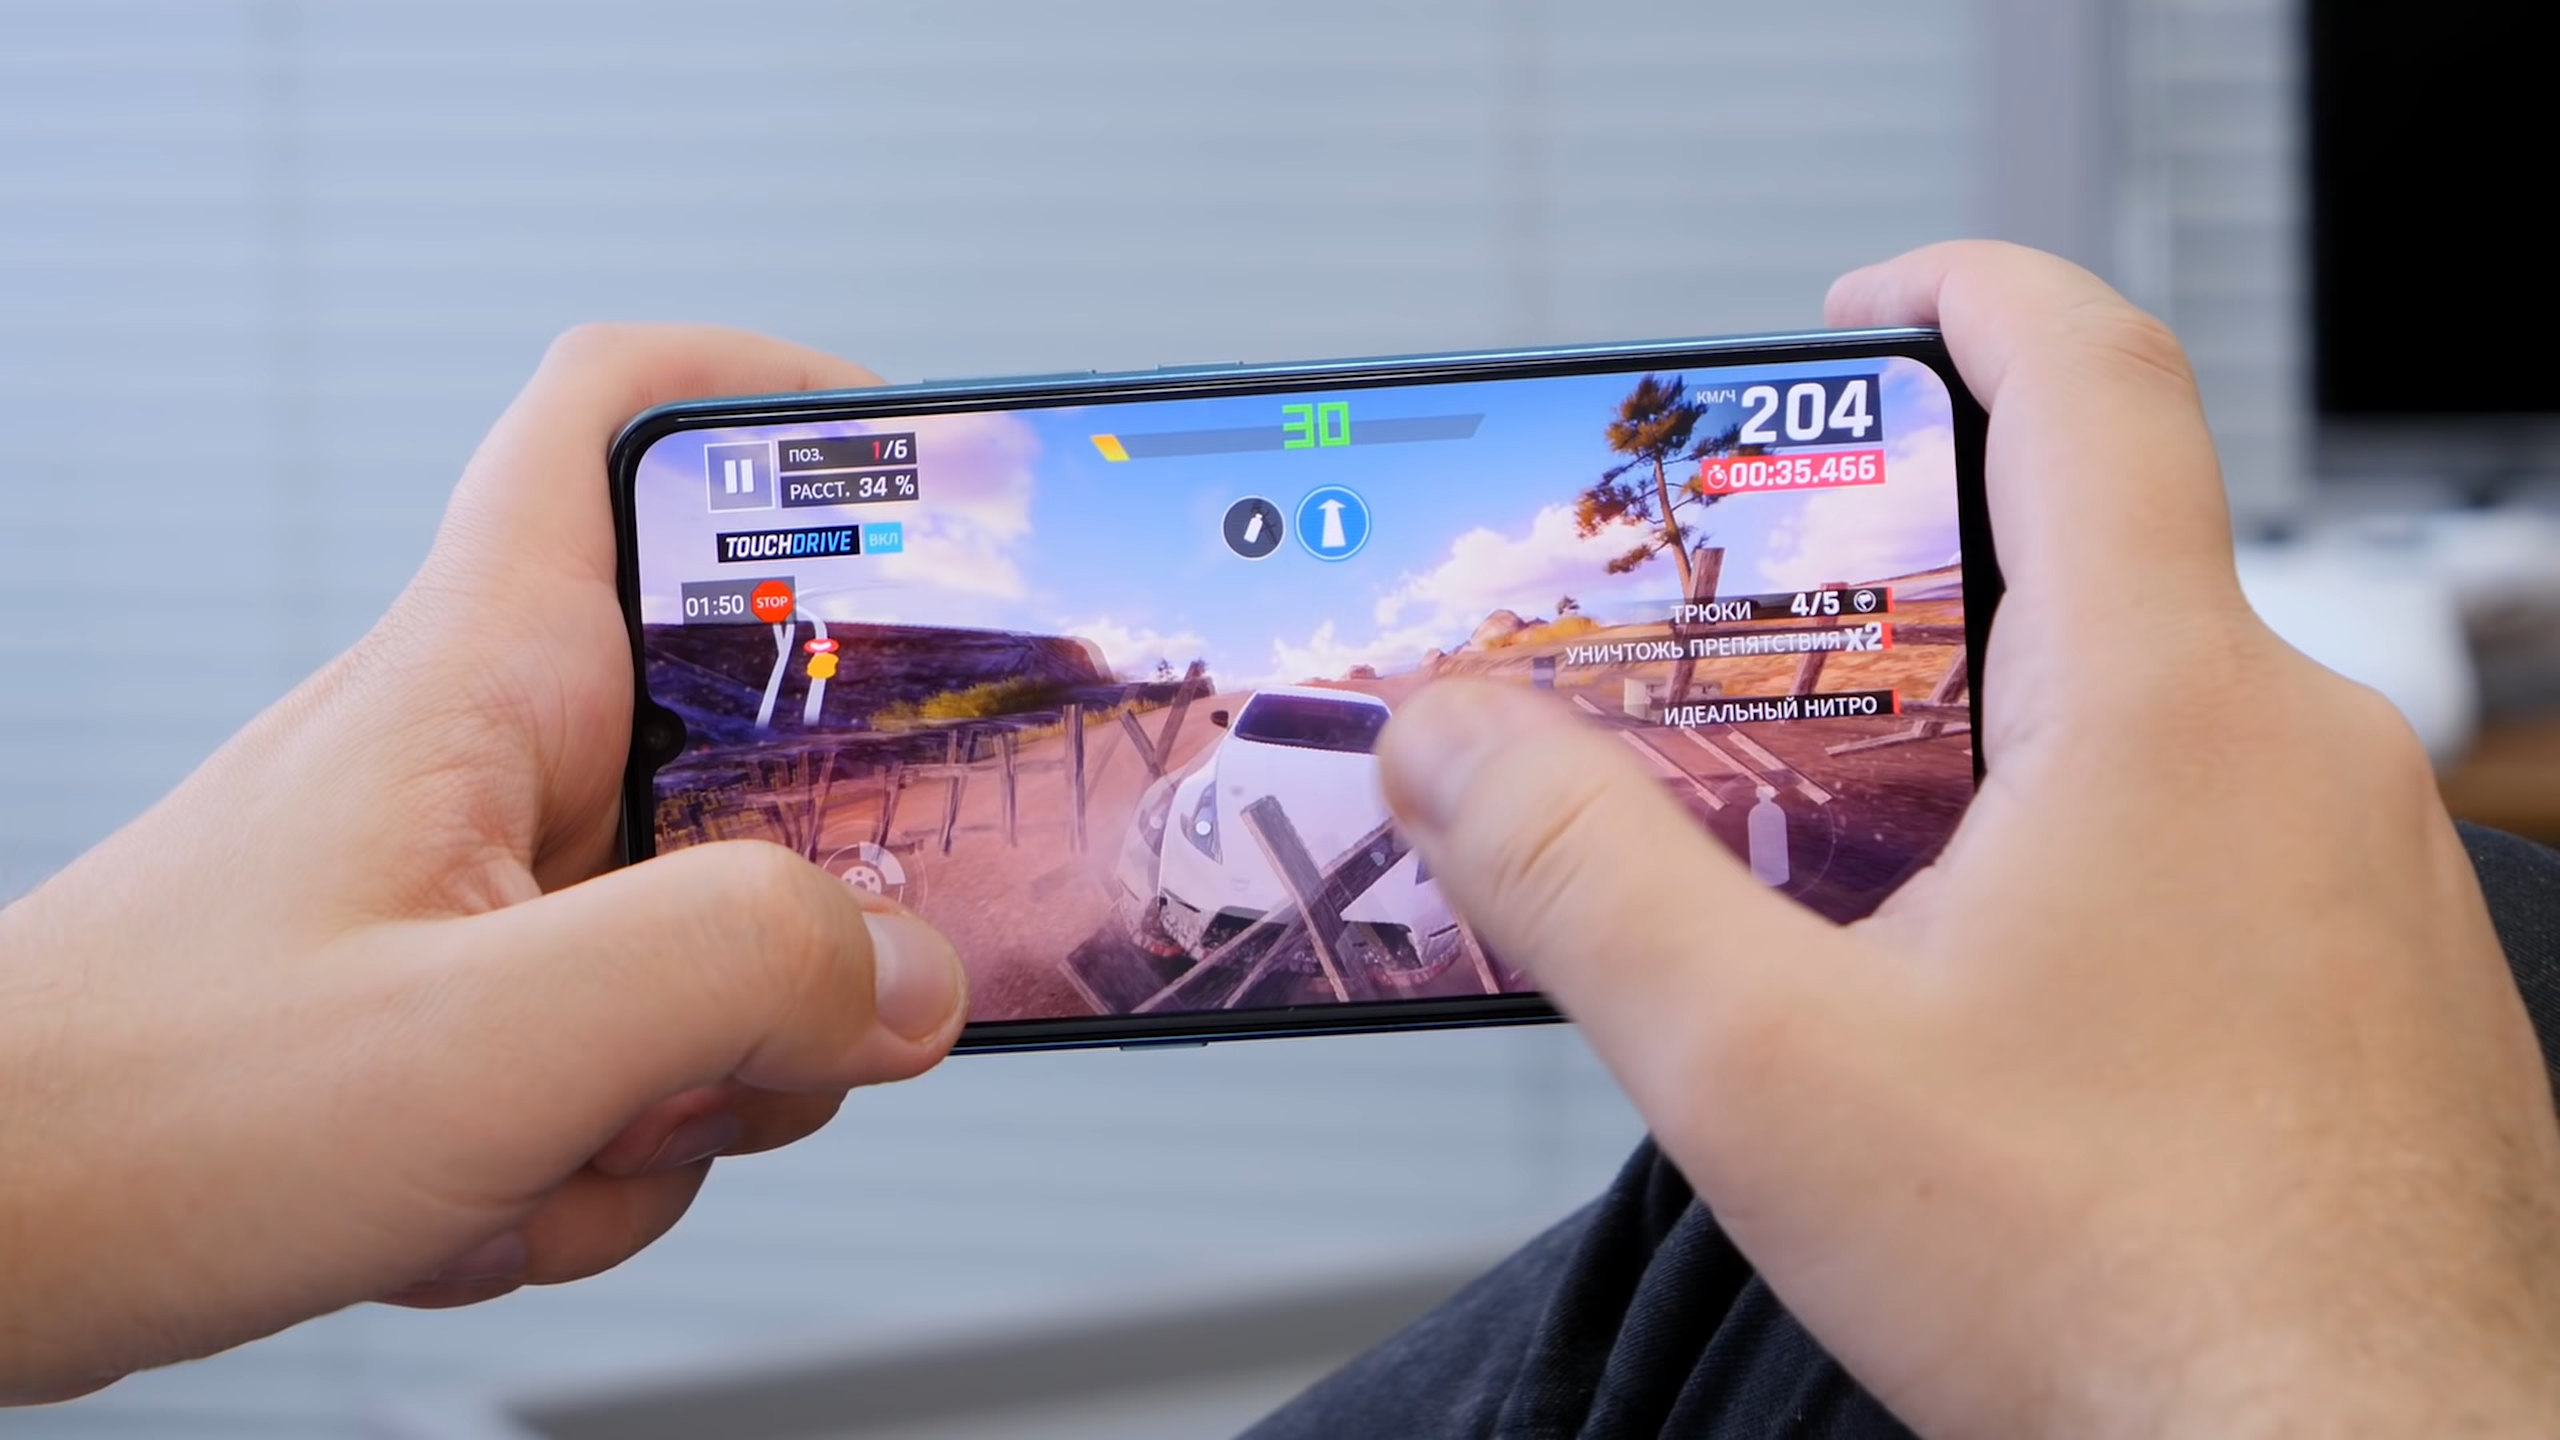 ПОЗ. 1/6
РАССТ. 34 %
TOUCHDRIVE ВКЛ
01:50 STOP
30
КМ/Ч 204
00:35.466
ТРЮКИ 4/5
УНИЧТОЖЬ ПРЕПЯТСТВИЯ X2
ИДЕАЛЬНЫЙ НИТРО